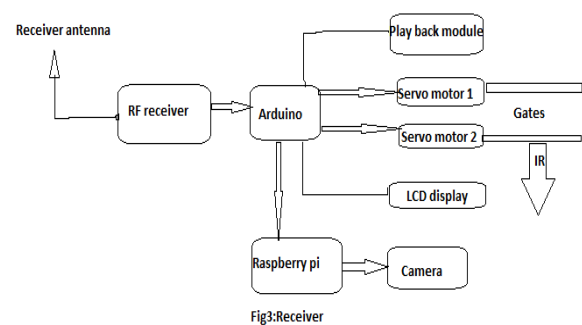 Receiver antenna
Play back module
RF receiver
Arduino
Servo motor 1
Gates
Servo motor 2
IR
LCD display
Raspberry pi
Camera
Fig3:Receiver